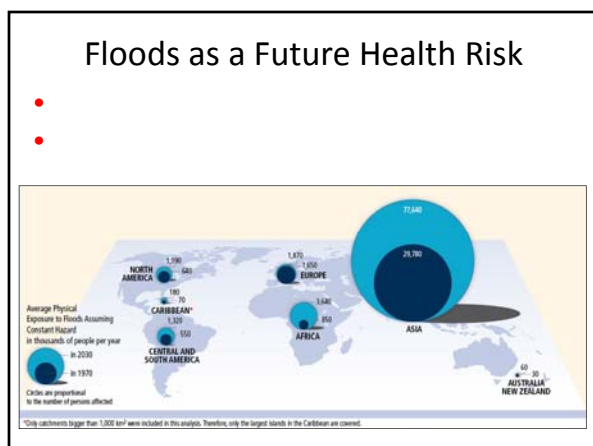 Floods as a Future Health Risk
•
•
77,640
29,780
1,190
640
NORTH
AMERICA
180
70
CARIBBEAN*
1,320
550
CENTRAL AND
SOUTH AMERICA
1,870
1,650
EUROPE
3,640
850
AFRICA
ASIA
60
30
AUSTRALIA
NEW ZEALAND
Average Physical
Exposure to Floods Assuming
Constant Hazard
in thousands of people per year
in 2030
in 1970
Circles are proportional
to the number of persons affected
*Only catchments bigger than 1,000 km² were included in this analysis. Therefore, only the largest islands in the Caribbean are covered.